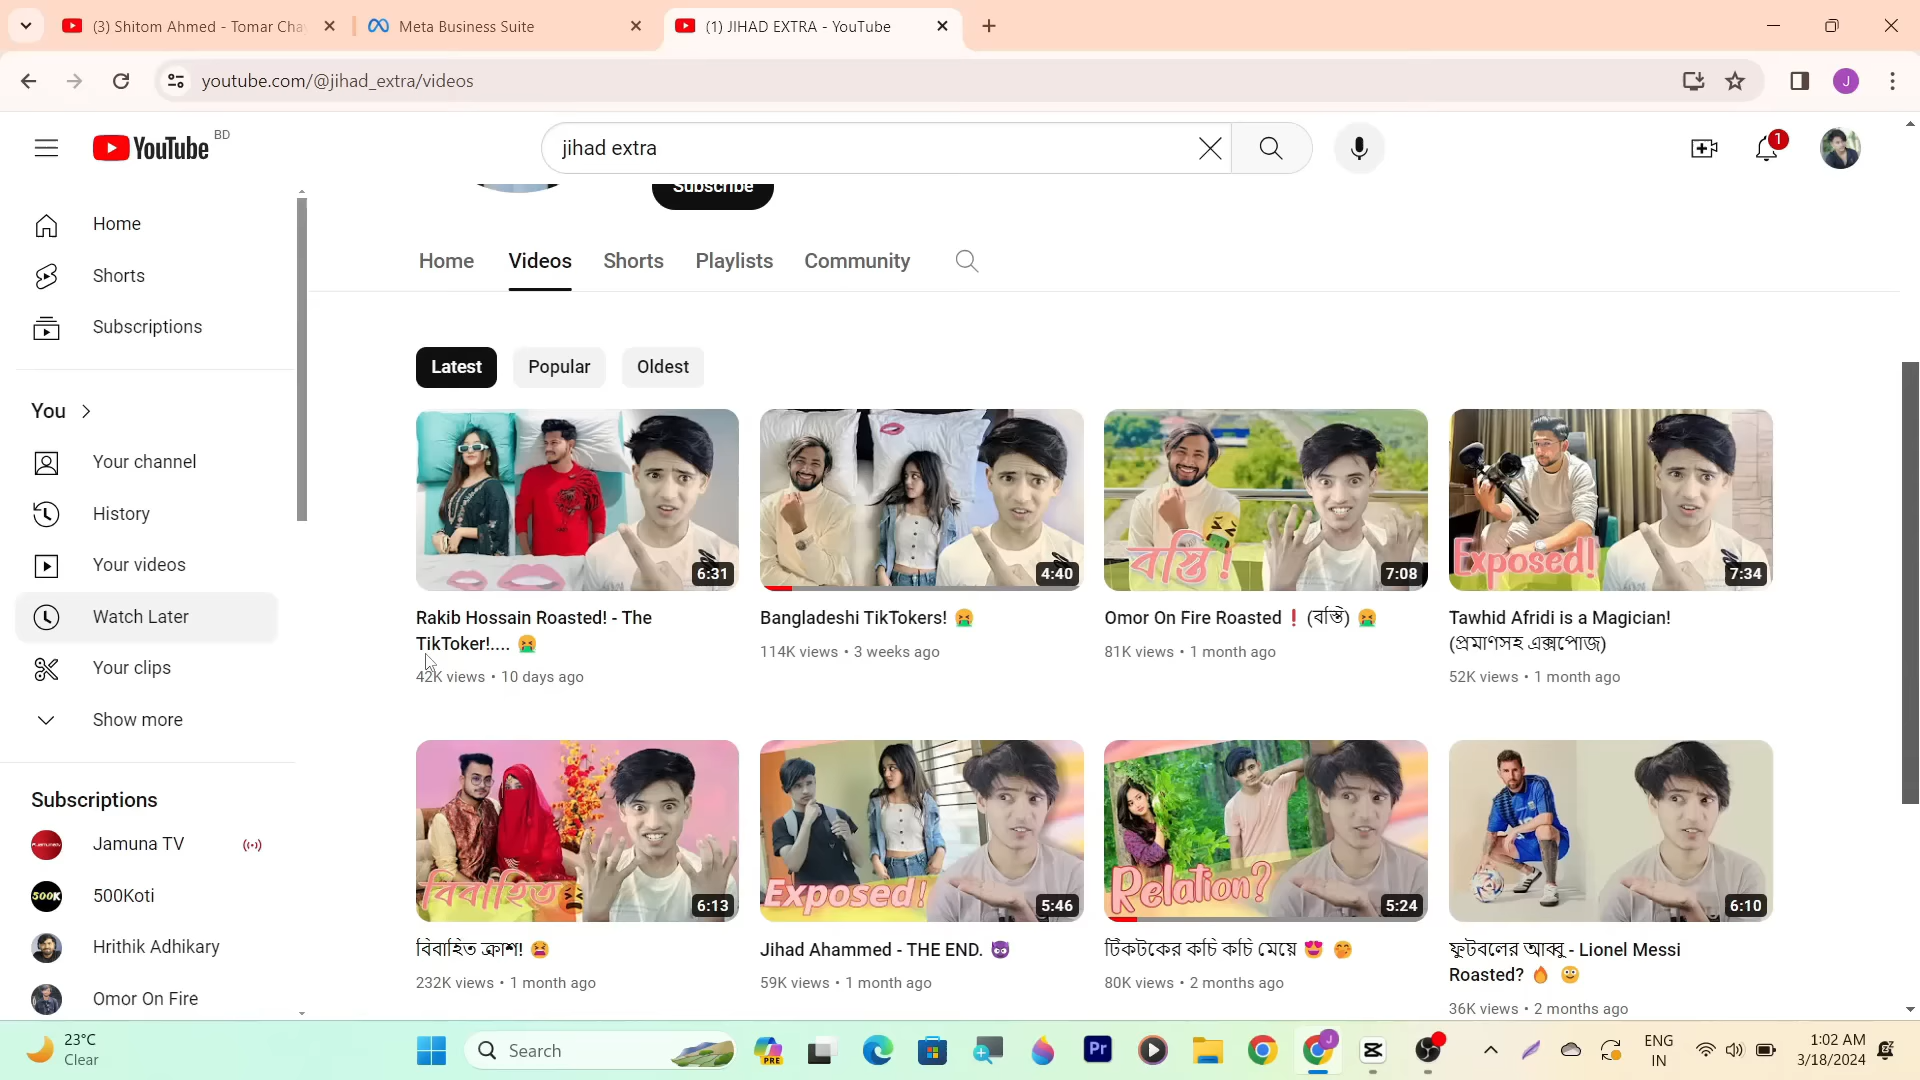 (3) Shitom Ahmed - Tomar Cha
Meta Business Suite
(1) JIHAD EXTRA - YouTube
youtube.com/@jihad_extra/videos
J
YouTube BD
jihad extra
1
Subscribe
Home
Shorts
Subscriptions
You
Your channel
History
Your videos
Watch Later
Your clips
Show more
Subscriptions
Jamuna TV
500K 500Koti
Hrithik Adhikary
Omor On Fire
Home Videos Shorts Playlists Community
Latest Popular Oldest
6:31
4:40
বস্তি!
7:08
Exposed!
7:34
Rakib Hossain Roasted! - The
TikToker!.... 🤮
42K views • 10 days ago
Bangladeshi TikTokers! 🤮
114K views • 3 weeks ago
Omor On Fire Roasted❗(বস্তি) 🤮
81K views • 1 month ago
Tawhid Afridi is a Magician!
(প্রমাণসহ এক্সপোজ)
52K views • 1 month ago
বিবাহিত
6:13
Exposed!
5:46
Relation?
5:24
6:10
বিবাহিত ক্রাশ! 😫
232K views • 1 month ago
Jihad Ahammed - THE END. 😈
59K views • 1 month ago
টিকটকের কচি কচি মেয়ে 😍 🤭
80K views • 2 months ago
ফুটবলের আব্বু - Lionel Messi
Roasted? 🔥 🙂
36K views • 2 months ago
23°C
Clear
Search
PRE
Pr
J
ENG
IN
1:02 AM
3/18/2024